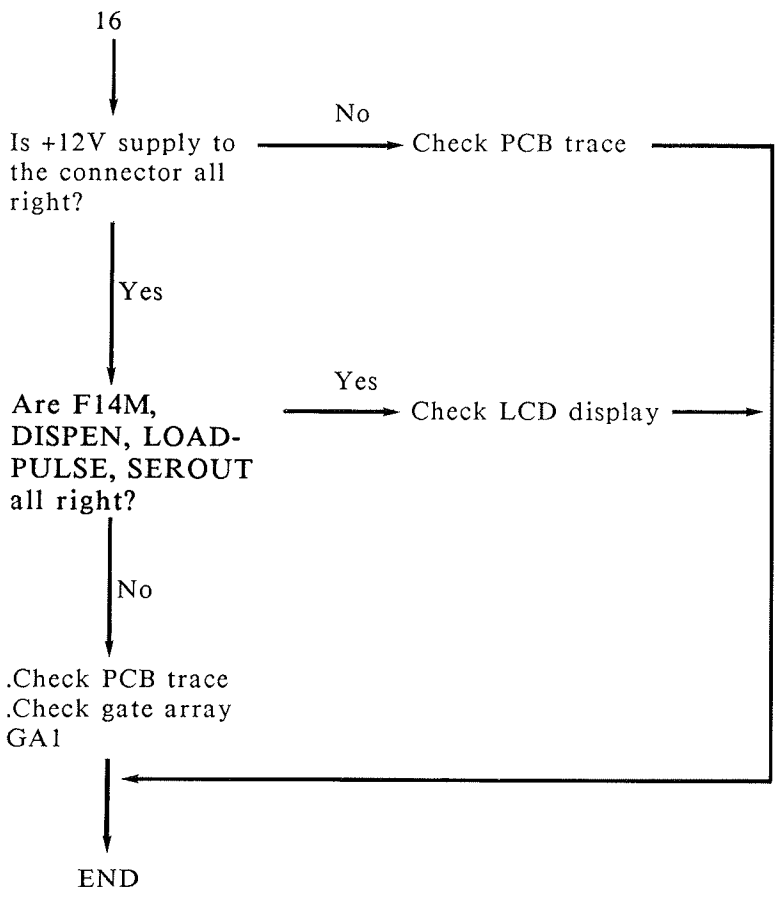 16
No
Is +12V supply to
the connector all
right?
Check PCB trace
Yes
Are F14M,
DISPEN, LOAD-
PULSE, SEROUT
all right?
Yes
Check LCD display
No
.Check PCB trace
.Check gate array
GA1
END